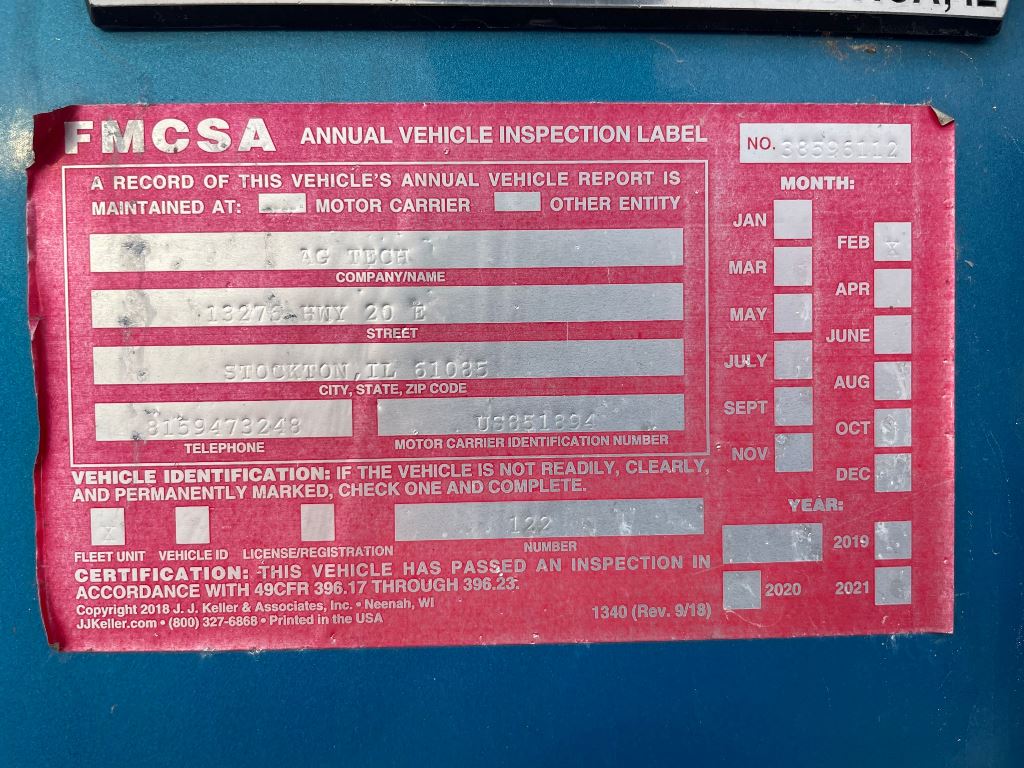 FMCSA ANNUAL VEHICLE INSPECTION LABEL
NO. 38596112
A RECORD OF THIS VEHICLE'S ANNUAL VEHICLE REPORT IS
MAINTAINED AT: MOTOR CARRIER OTHER ENTITY
AG TECH
COMPANY/NAME
13276 HWY 20 E
STREET
STOCKTON, IL 61085
CITY, STATE, ZIP CODE
8159473248 US851894
TELEPHONE MOTOR CARRIER IDENTIFICATION NUMBER
VEHICLE IDENTIFICATION: IF THE VEHICLE IS NOT READILY, CLEARLY,
AND PERMANENTLY MARKED, CHECK ONE AND COMPLETE.
X 122
FLEET UNIT VEHICLE ID LICENSE/REGISTRATION NUMBER
CERTIFICATION: THIS VEHICLE HAS PASSED AN INSPECTION IN
ACCORDANCE WITH 49CFR 396.17 THROUGH 396.23.
Copyright 2018 J. J. Keller & Associates, Inc. • Neenah, WI
JJKeller.com • (800) 327-6868 • Printed in the USA
1340 (Rev. 9/18)
MONTH:
JAN
FEB X
MAR
APR
MAY
JUNE
JULY
AUG
SEPT
OCT
NOV
DEC
YEAR:
2019
2020 2021